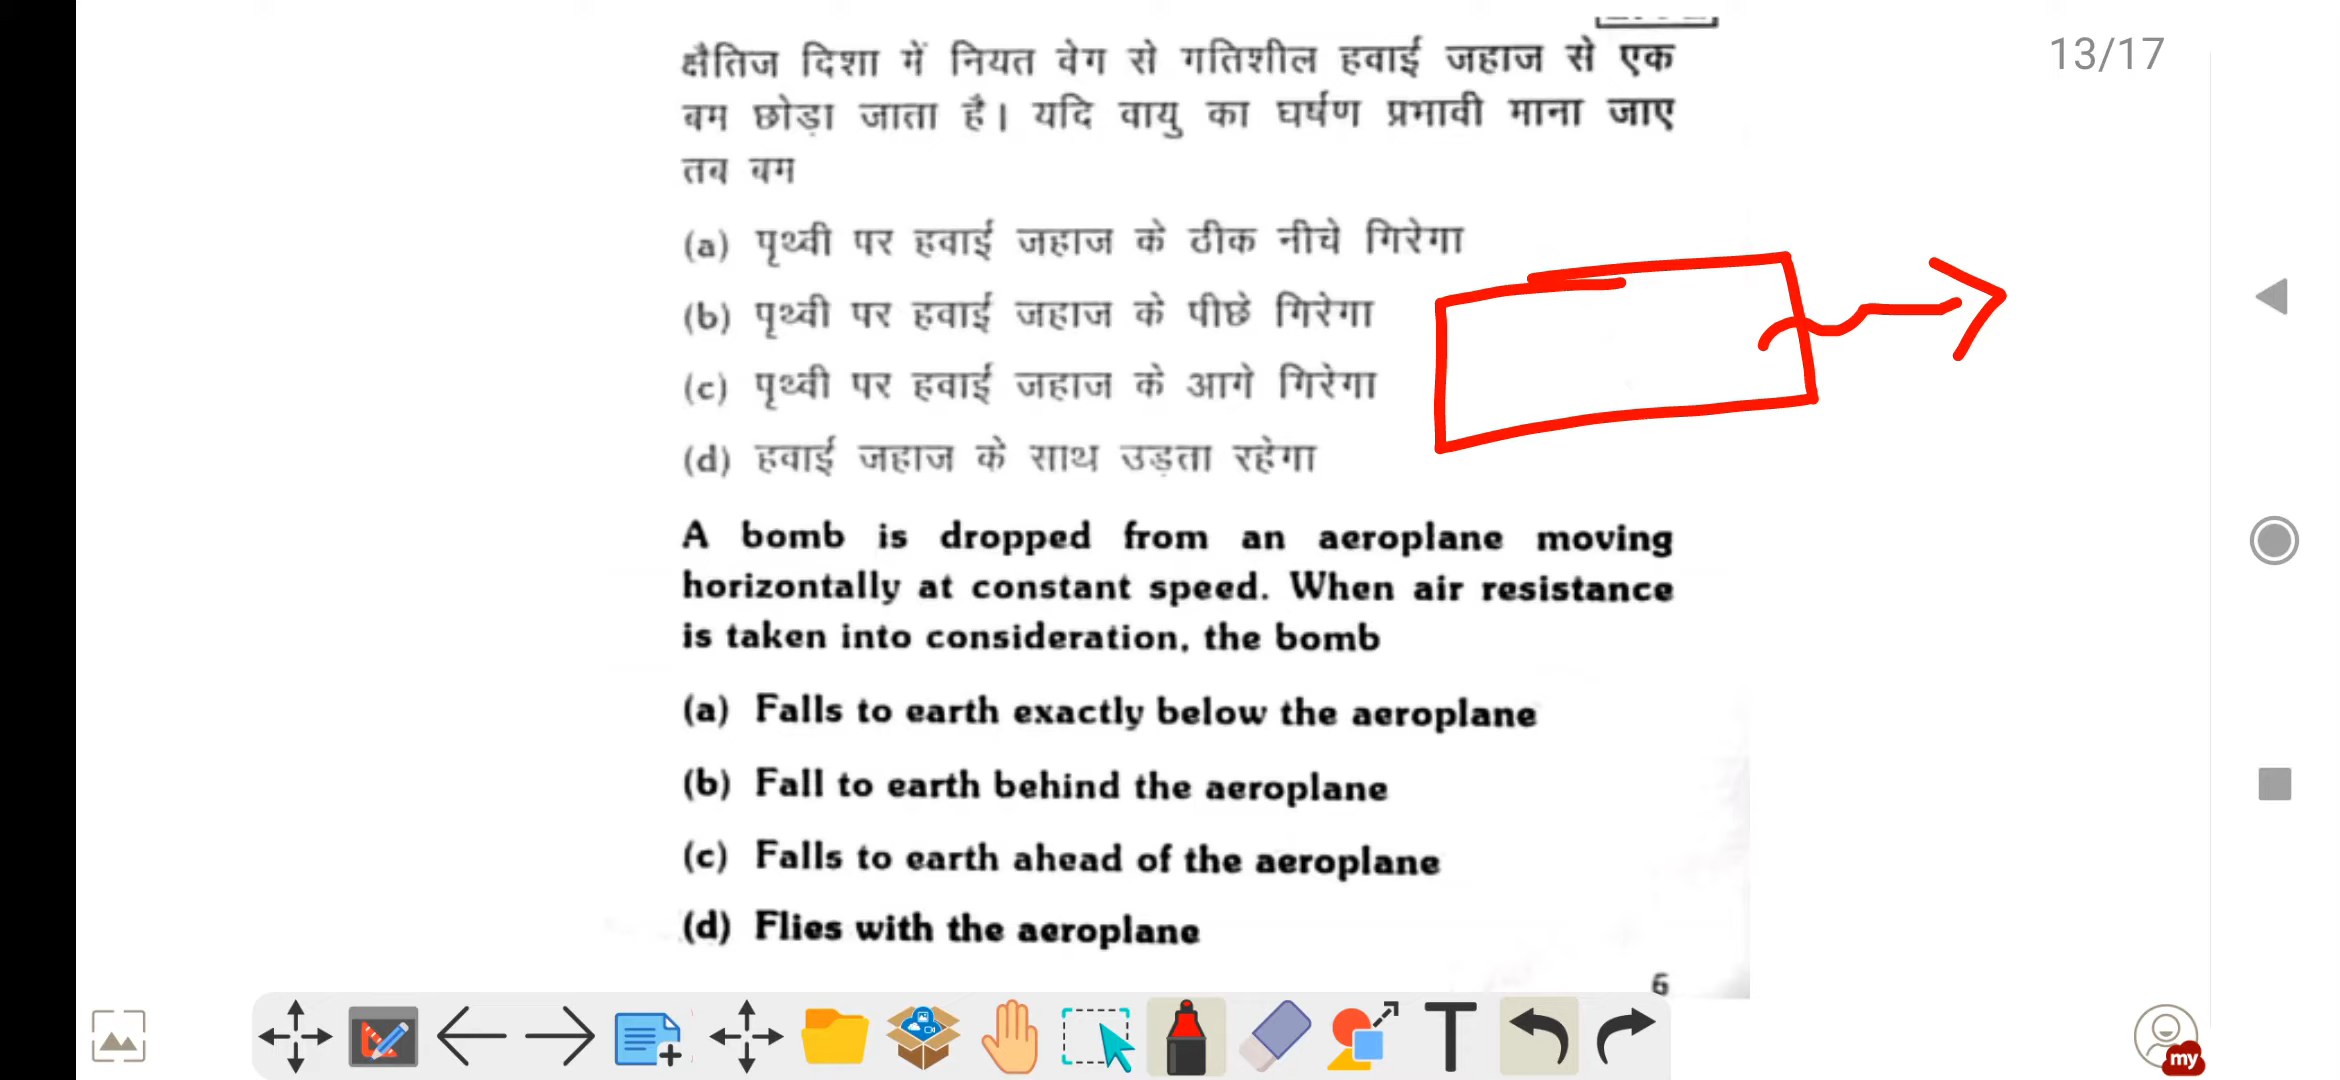 13/17
क्षैतिज दिशा में नियत वेग से गतिशील हवाई जहाज से एक
बम छोड़ा जाता है। यदि वायु का घर्षण प्रभावी माना जाए
तब बम
(a) पृथ्वी पर हवाई जहाज के ठीक नीचे गिरेगा
(b) पृथ्वी पर हवाई जहाज के पीछे गिरेगा
(c) पृथ्वी पर हवाई जहाज के आगे गिरेगा
(d) हवाई जहाज के साथ उड़ता रहेगा
A bomb is dropped from an aeroplane moving
horizontally at constant speed. When air resistance
is taken into consideration, the bomb
(a) Falls to earth exactly below the aeroplane
(b) Fall to earth behind the aeroplane
(c) Falls to earth ahead of the aeroplane
(d) Flies with the aeroplane
6
T
my